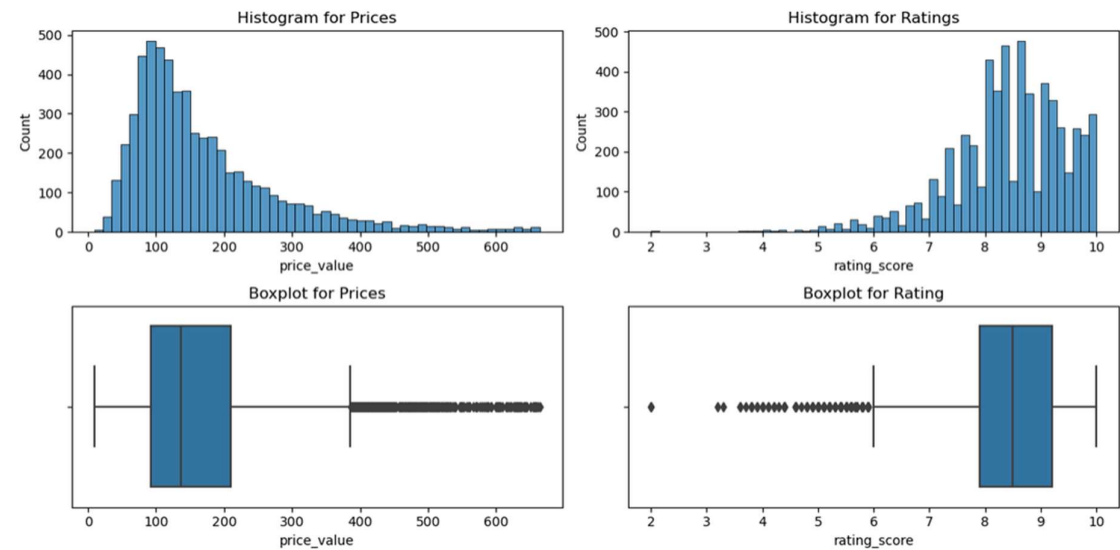 Histogram for Prices
500
400
300
200
100
0
Count
0 100 200 300 400 500 600
price_value
Histogram for Ratings
500
400
300
200
100
0
Count
2 3 4 5 6 7 8 9 10
rating_score
Boxplot for Prices
0 100 200 300 400 500 600
price_value
Boxplot for Rating
2 3 4 5 6 7 8 9 10
rating_score